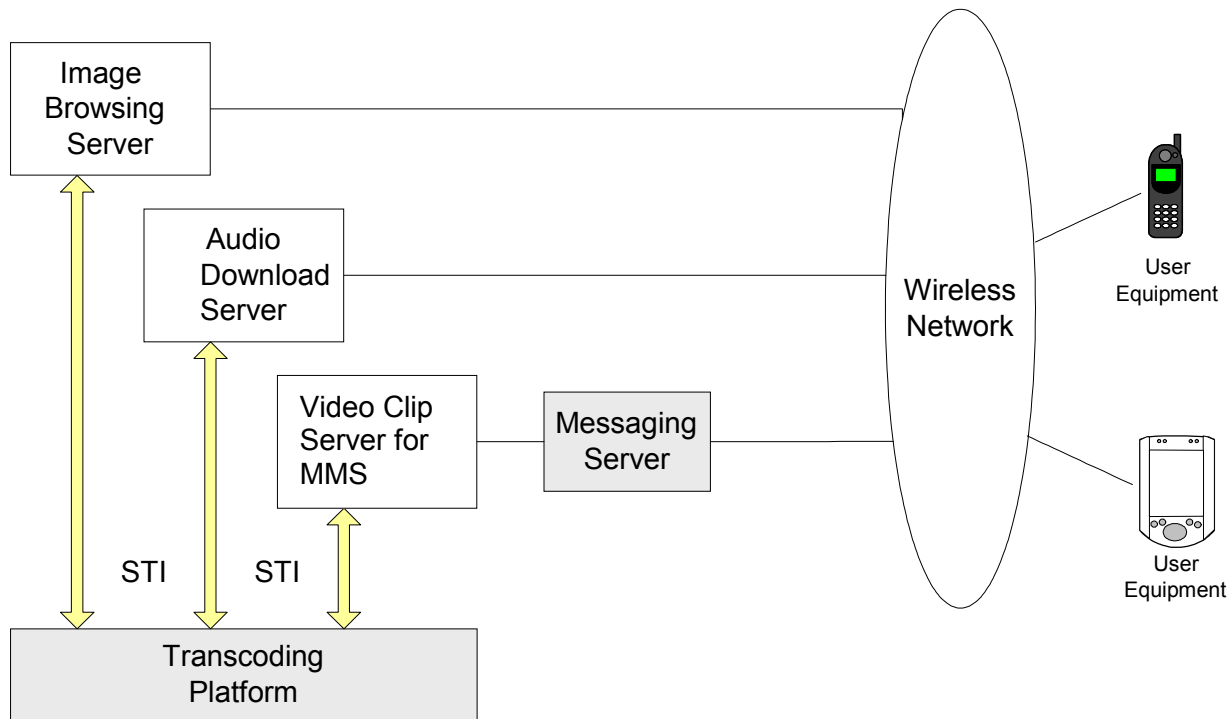 Image
Browsing
Server
Audio
Download
Server
Video Clip
Server for
MMS
Messaging
Server
Wireless
Network
User
Equipment
User
Equipment
STI
STI
Transcoding
Platform